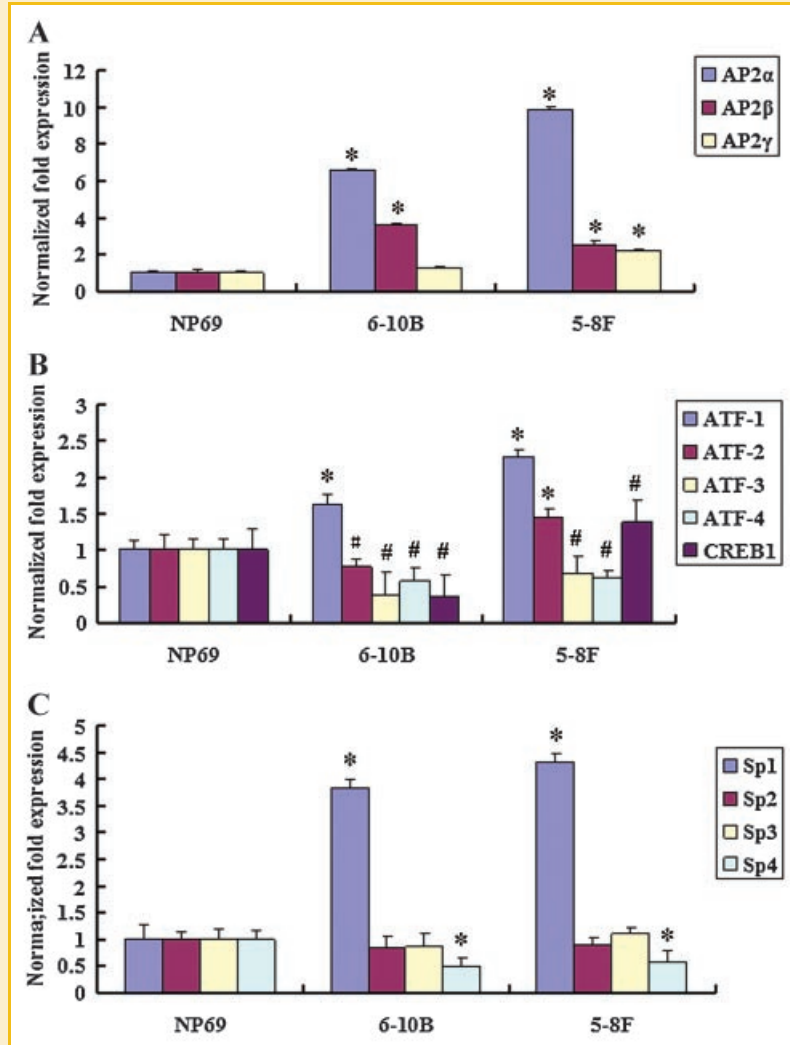 A
Normalized fold expression
12
10
8
6
4
2
0
*
*
*
*
*
NP69
6-10B
5-8F
AP2α
AP2β
AP2γ
B
Normalized fold expression
3
2.5
2
1.5
1
0.5
0
*
#
#
#
#
*
*
#
#
#
NP69
6-10B
5-8F
ATF-1
ATF-2
ATF-3
ATF-4
CREB1
C
Norma;ized fold expression
5
4.5
4
3.5
3
2.5
2
1.5
1
0.5
0
*
*
*
*
NP69
6-10B
5-8F
Sp1
Sp2
Sp3
Sp4